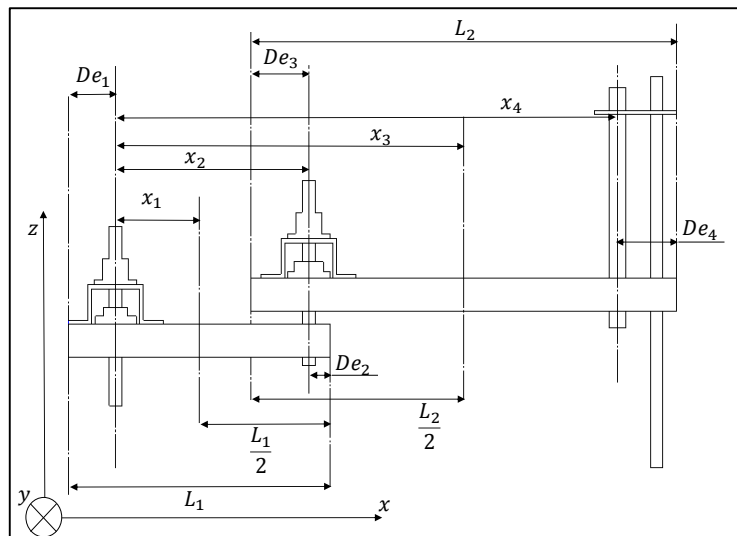 L₂
De₁
De₃
x₄
x₃
x₂
x₁
z
De₄
De₂
L₁/2
L₂/2
y
L₁
x